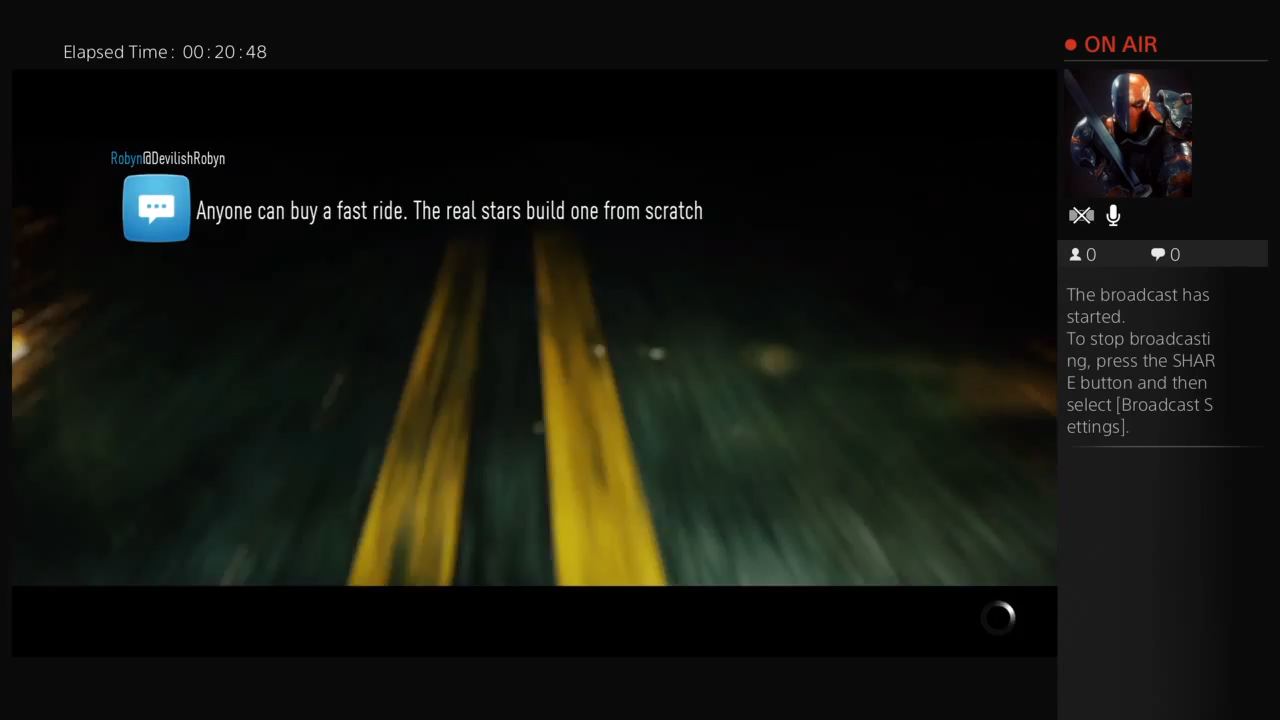 Elapsed Time: 00:20:48
ON AIR
Robyn@DevilishRobyn
Anyone can buy a fast ride. The real stars build one from scratch
0 0
The broadcast has
started.
To stop broadcasti
ng, press the SHAR
E button and then
select [Broadcast S
ettings].